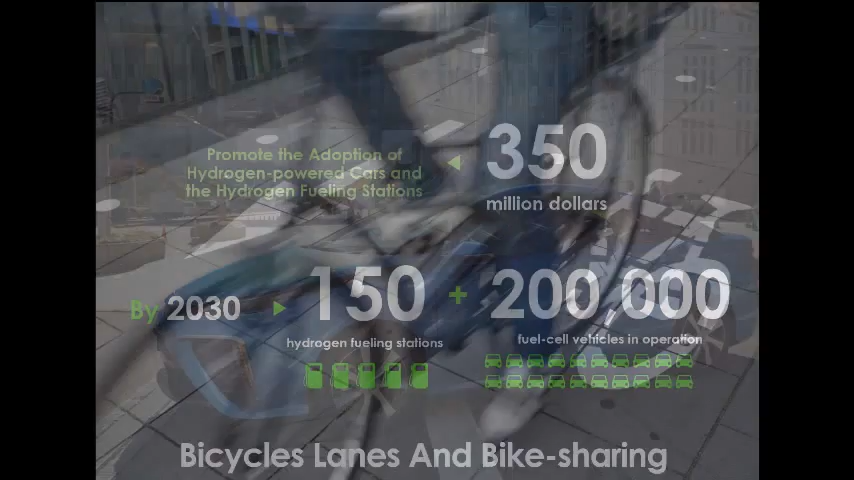 Promote the Adoption of
Hydrogen-powered Cars and
the Hydrogen Fueling Stations
350
million dollars
By 2030
150
+
200 000
hydrogen fueling stations
fuel-cell vehicles in operation
Bicycles Lanes And Bike-sharing